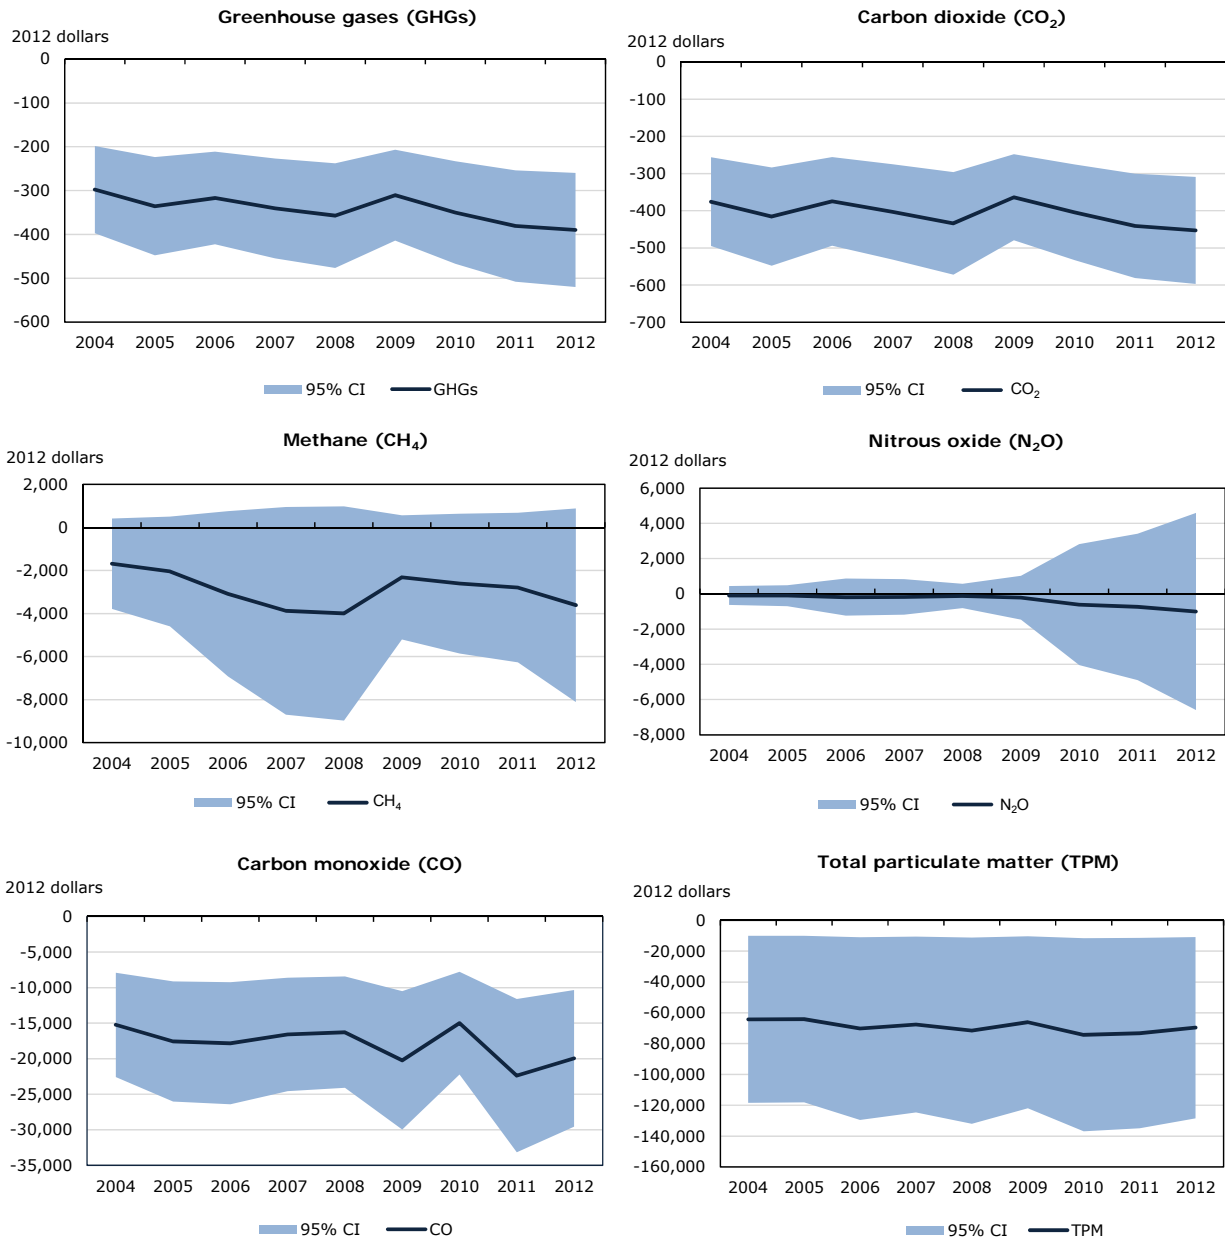 Greenhouse gases (GHGs)
2012 dollars
0
-100
-200
-300
-400
-500
-600
2004 2005 2006 2007 2008 2009 2010 2011 2012
95% CI GHGs
Carbon dioxide (CO₂)
2012 dollars
0
-100
-200
-300
-400
-500
-600
-700
2004 2005 2006 2007 2008 2009 2010 2011 2012
95% CI CO₂
Methane (CH₄)
2012 dollars
2,000
0
-2,000
-4,000
-6,000
-8,000
-10,000
2004 2005 2006 2007 2008 2009 2010 2011 2012
95% CI CH₄
Nitrous oxide (N₂O)
2012 dollars
6,000
4,000
2,000
0
-2,000
-4,000
-6,000
-8,000
2004 2005 2006 2007 2008 2009 2010 2011 2012
95% CI N₂O
Carbon monoxide (CO)
2012 dollars
0
-5,000
-10,000
-15,000
-20,000
-25,000
-30,000
-35,000
2004 2005 2006 2007 2008 2009 2010 2011 2012
95% CI CO
Total particulate matter (TPM)
2012 dollars
0
-20,000
-40,000
-60,000
-80,000
-100,000
-120,000
-140,000
-160,000
2004 2005 2006 2007 2008 2009 2010 2011 2012
95% CI TPM